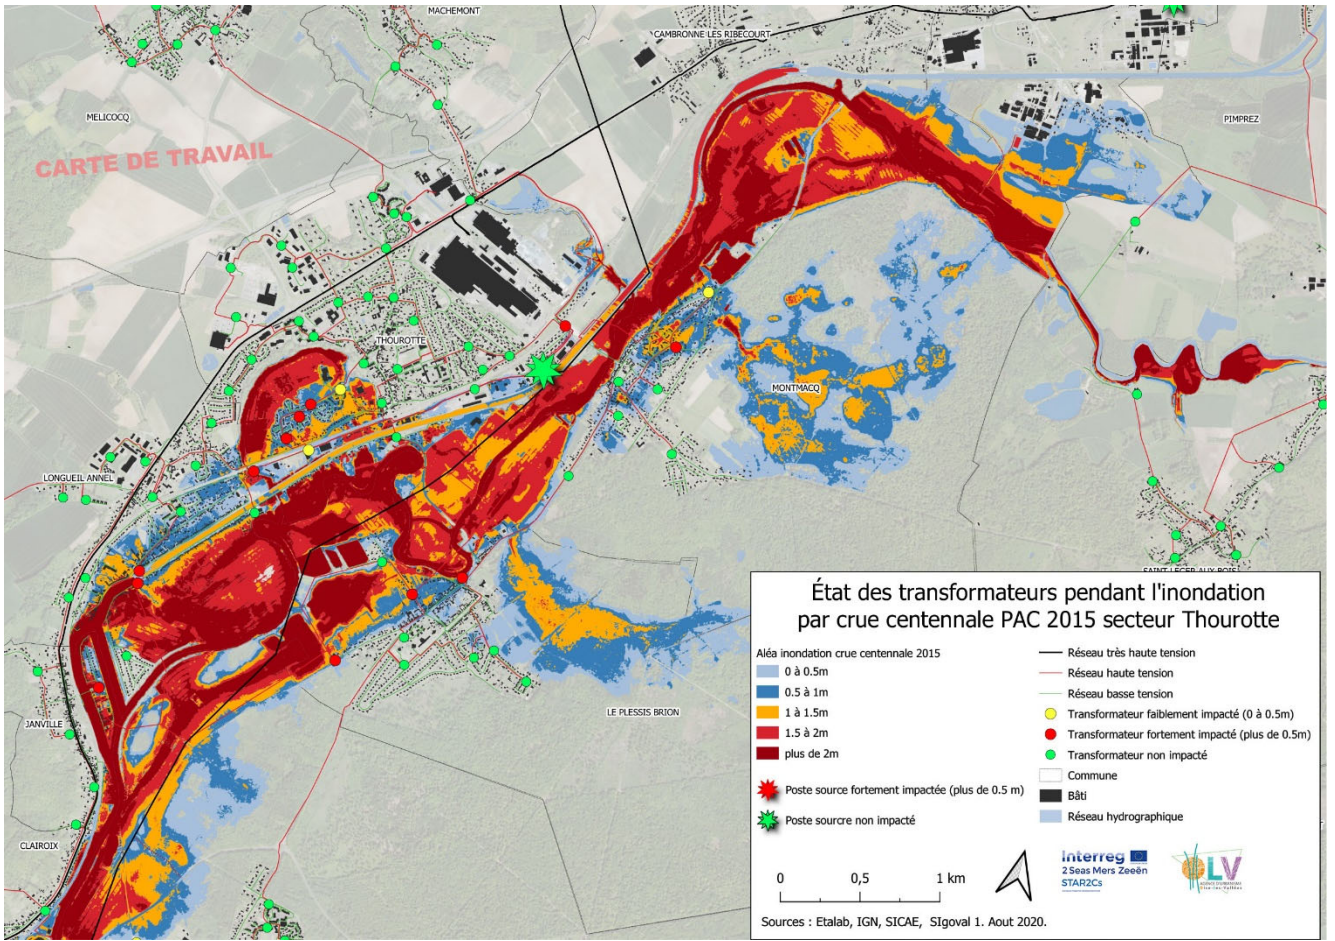 MACHEMONT
CAMBRONNE LES RIBECOURT
MELICOCQ
PIMPREZ
CARTE DE TRAVAIL
THOUROTTE
MONTMACQ
LONGUEIL ANNEL
SAINT LEGER AUX BOIS
LE PLESSIS BRION
JANVILLE
CLAIROIX
État des transformateurs pendant l'inondation
par crue centennale PAC 2015 secteur Thourotte
Aléa inondation crue centennale 2015
0 à 0.5m
0.5 à 1m
1 à 1.5m
1.5 à 2m
plus de 2m
Poste source fortement impactée (plus de 0.5 m)
Poste sourcre non impacté
Réseau très haute tension
Réseau haute tension
Réseau basse tension
Transformateur faiblement impacté (0 à 0.5m)
Transformateur fortement impacté (plus de 0.5m)
Transformateur non impacté
Commune
Bâti
Réseau hydrographique
0 0,5 1 km
Interreg
2 Seas Mers Zeeën
STAR2Cs
OLV
Sources : Etalab, IGN, SICAE, SIgoval 1. Aout 2020.